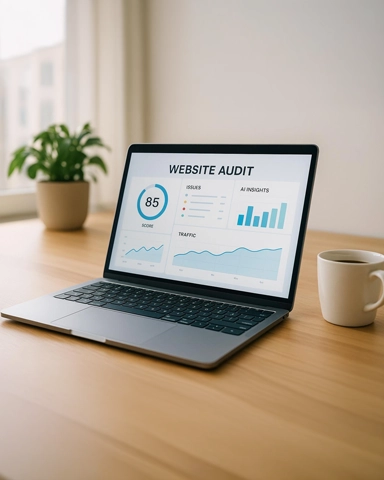 WEBSITE AUDIT
85
SCORE
ISSUES
AI INSIGHTS
TRAFFIC